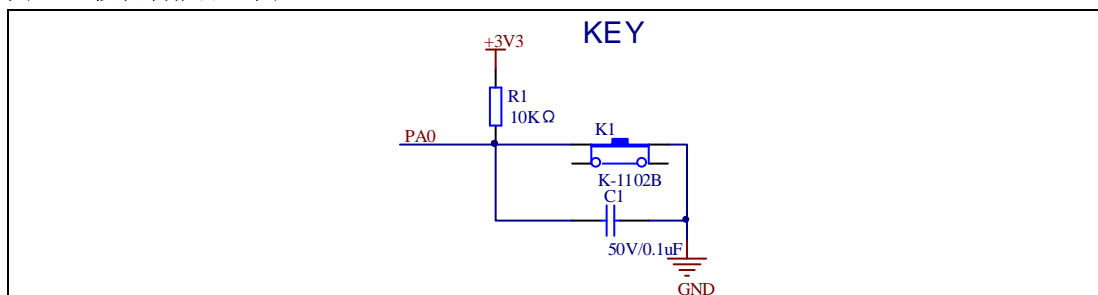 KEY
+3V3
R1
10KΩ
PA0
K1
K-1102B
C1
50V/0.1uF
GND